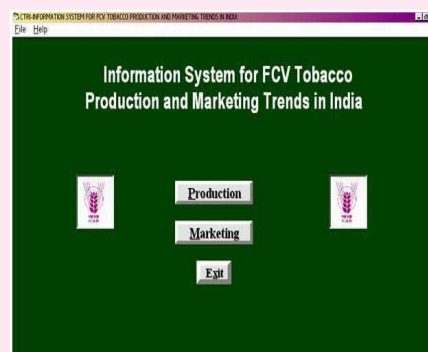 CTRI-INFORMATION SYSTEM FOR FCV TOBACCO PRODUCTION AND MARKETING TRENDS IN INDIA
File Help
Information System for FCV Tobacco
Production and Marketing Trends in India
Production
Marketing
Exit